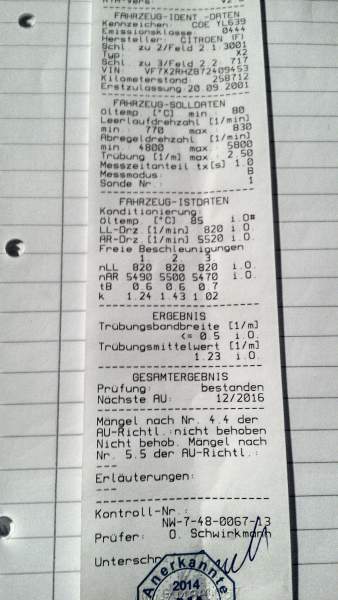 FAHRZEUG-IDENT.-DATEN
Kennzeichen: COE YL639
Emissionsklasse: 0444
Hersteller: CITROEN (F)
Schl. zu 2/Feld 2.1:3001
Typ: X2
Schl. zu 3/Feld 2.2: 717
VIN: VF7X2RHZB72409453
Kilometerstand: 258712
Erstzulassung:20.09.2001
FAHRZEUG-SOLLDATEN
Öltemp. [°C] min 80
Leerlaufdrehzahl [1/min]
min. 770 max. 830
Abregeldrehzahl [1/min]
min 4800 max. 5800
Trübung [1/m] max. 2.50
Messzeitanteil tx[s] 1.0
Messmodus: B
Sonde Nr.: 1
FAHRZEUG-ISTDATEN
Konditionierung:
Öltemp. [°C] 85 i.O*
LL-Drz.[1/min] 820 i.O.
AR-Drz.[1/min] 5520 i.O.
Freie Beschleunigungen
1 2 3
nLL 820 820 820 i.O.
nAR 5490 5500 5470 i.O.
tB 0.6 0.6 0.7
k 1.24 1.43 1.02
ERGEBNIS
Trübungsbandbreite [1/m]
<= 0.5 i.O.
Trübungsmittelwert [1/m]
1.23 i.O.
GESAMTERGEBNIS
Prüfung: bestanden
Nächste AU: 12/2016
Mängel nach Nr. 4.4 der
AU-Richtl.:nicht behoben
Nicht behob. Mängel nach
Nr. 5.5 der AU-Richtl.:
---
Erläuterungen:
---
Kontroll-Nr.:
NW-7-48-0067-13
Prüfer: O. Schwirkmann
Unterschr
Anerkannte
2014